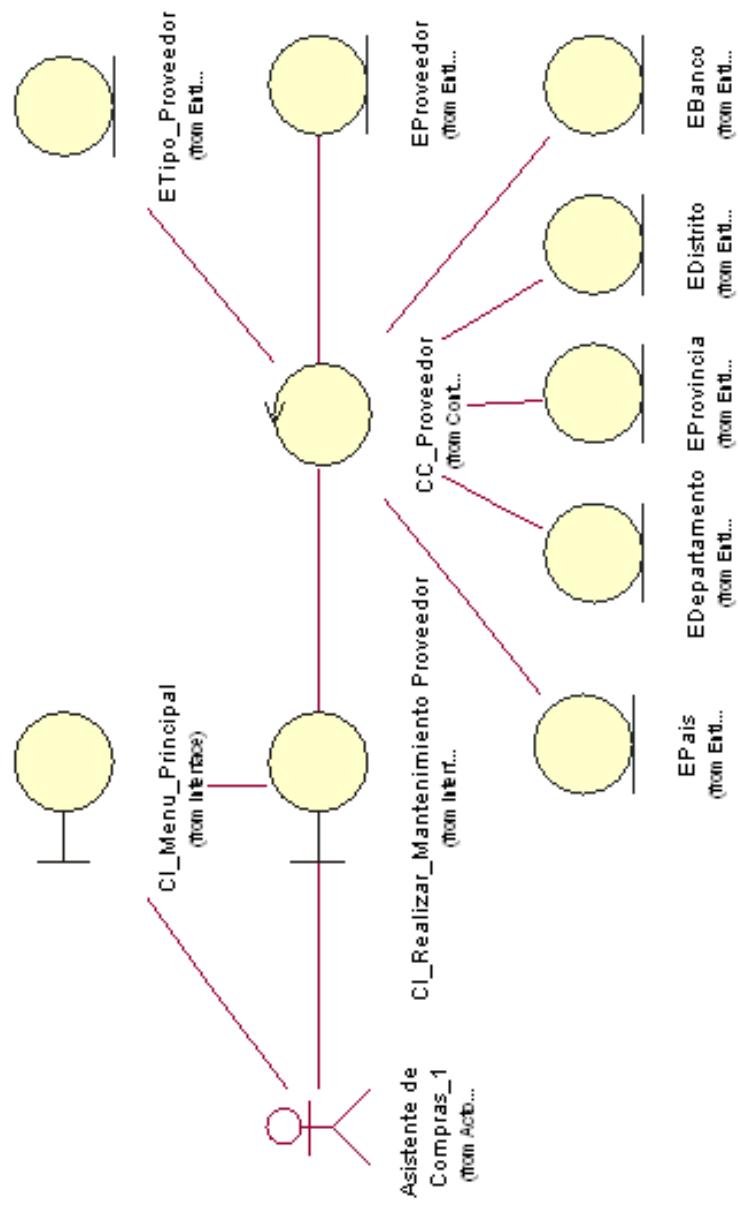 CI_Menu_Principal
(from Interface)
ETipo_Proveedor
(from Enti...
Asistente de
Compras_1
(from Acto...
CI_Realizar_Mantenimiento Proveedor
(from Interf...
CC_Proveedor
(from Cont...
EProveedor
(from Enti...
EPais
(from Enti...
EDepartamento
(from Enti...
EProvincia
(from Enti...
EDistrito
(from Enti...
EBanco
(from Enti...